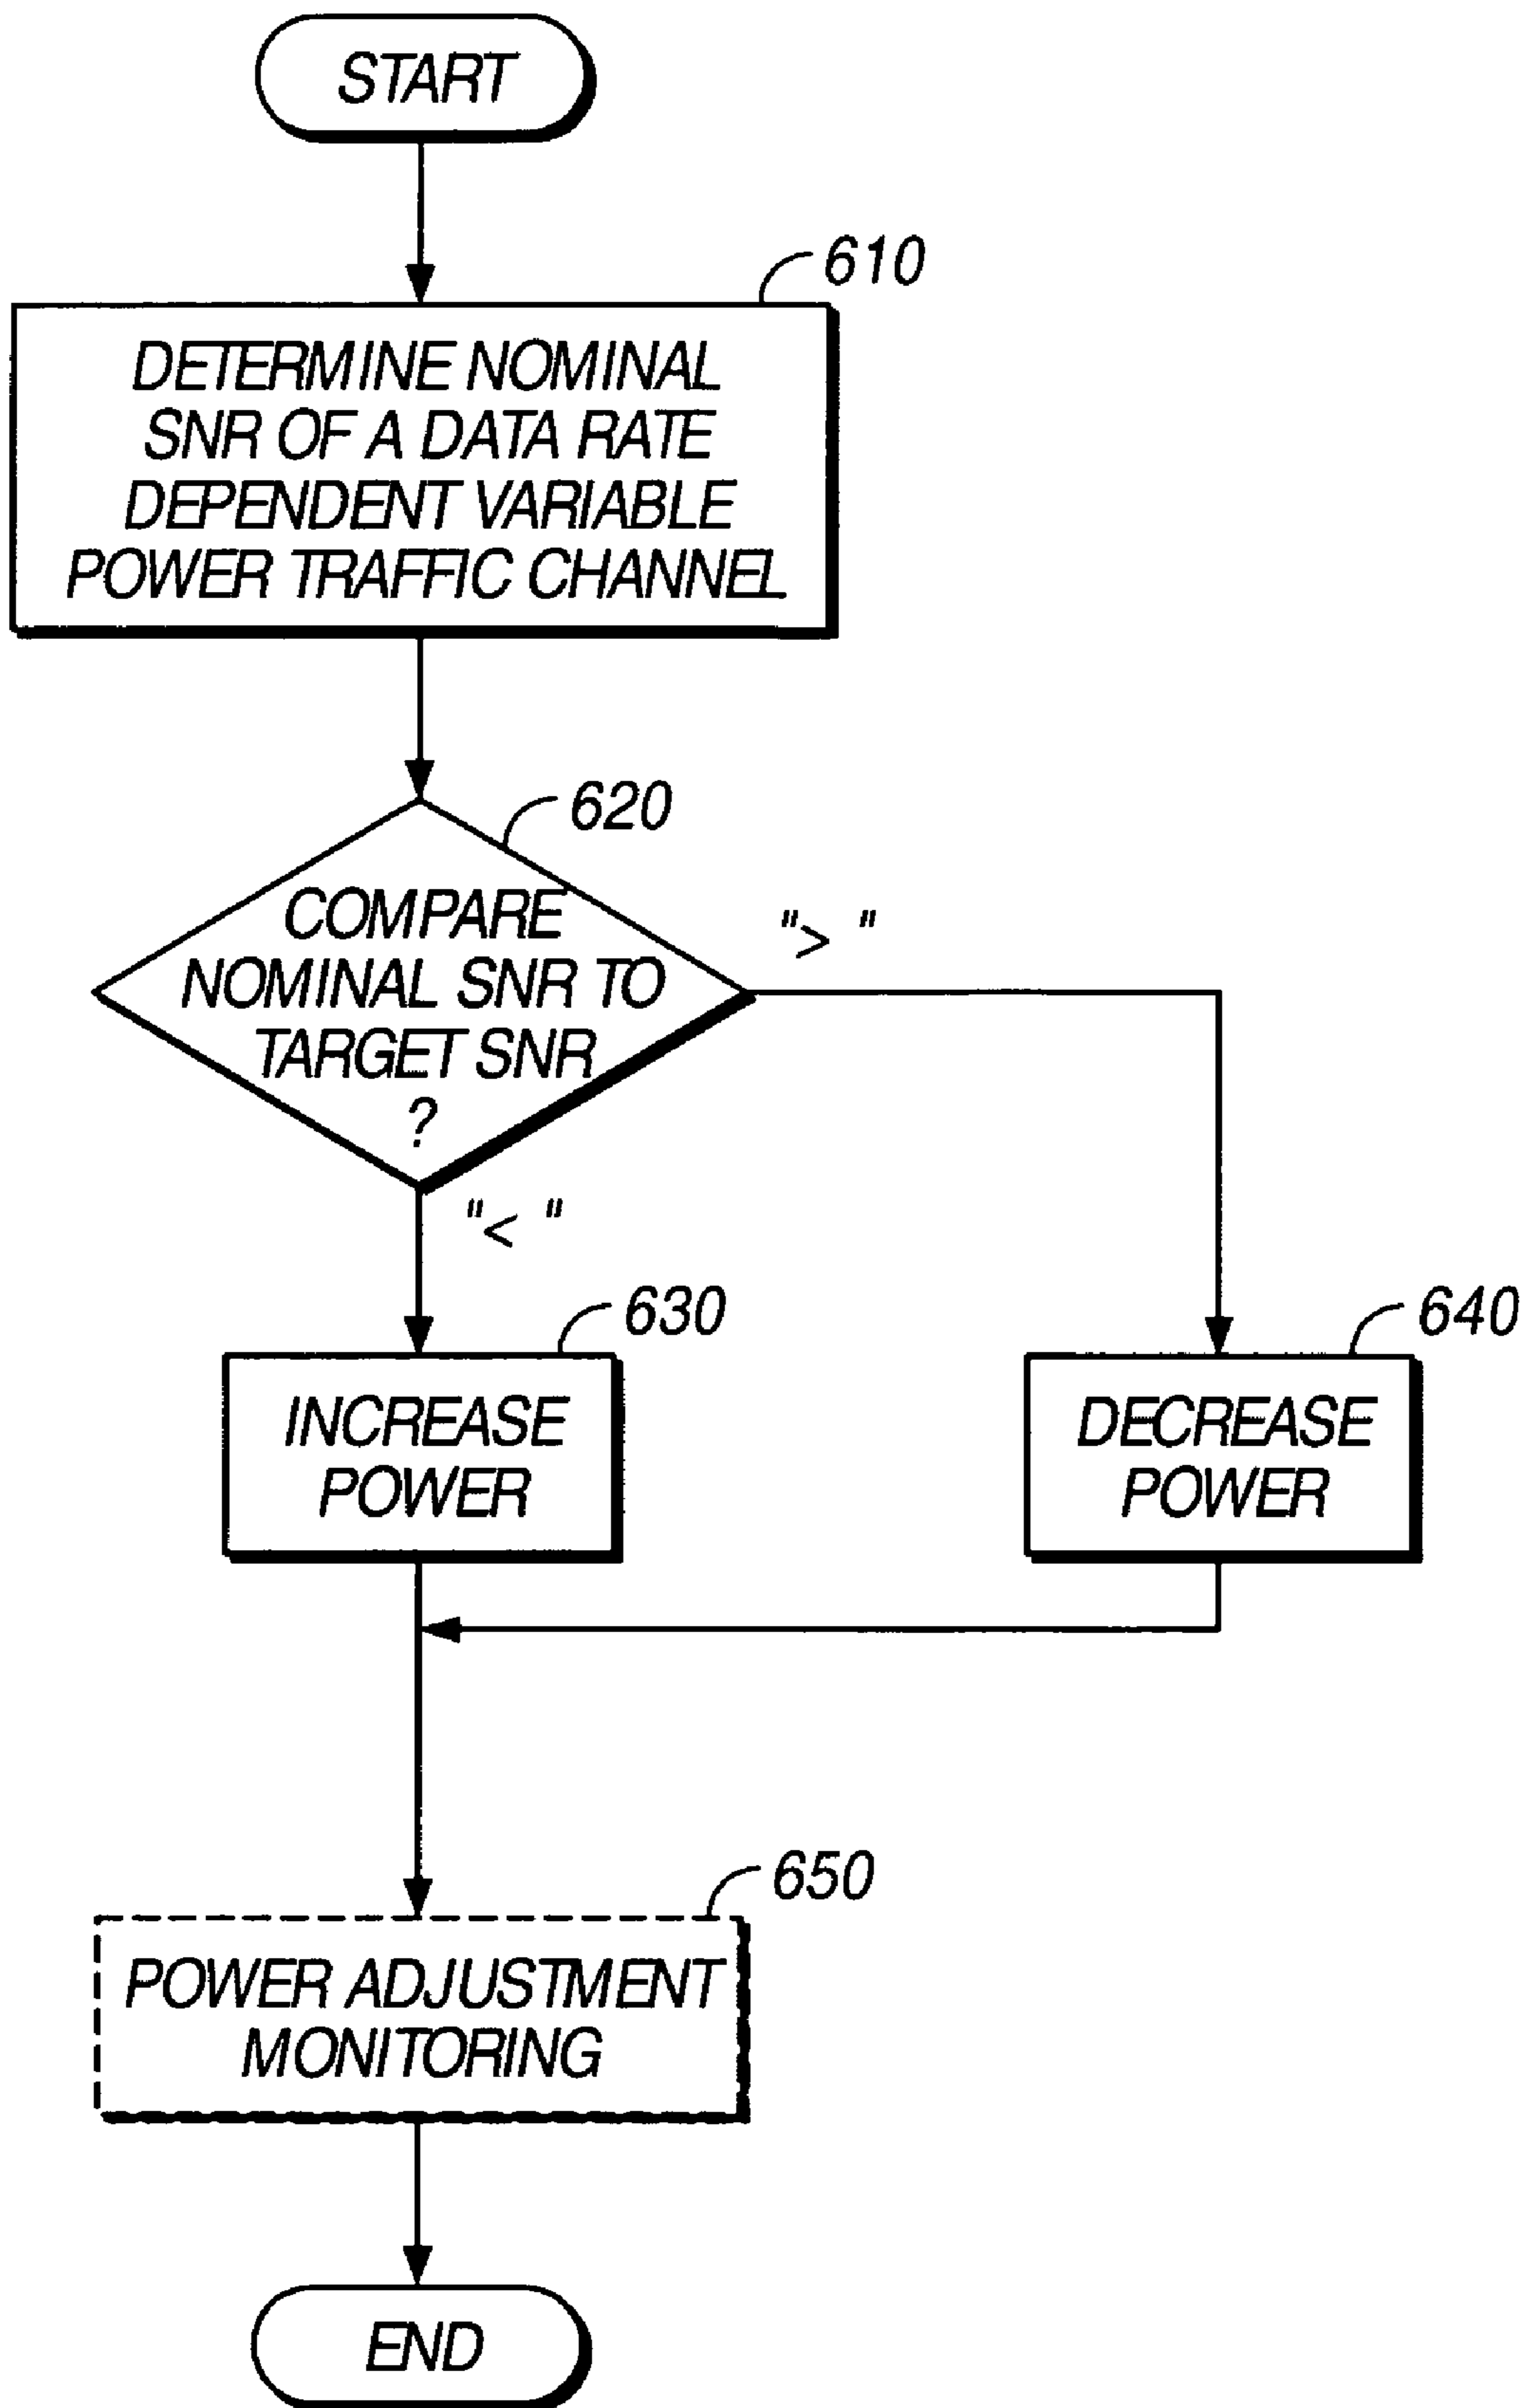 START
610
DETERMINE NOMINAL
SNR OF A DATA RATE
DEPENDENT VARIABLE
POWER TRAFFIC CHANNEL
620
COMPARE
NOMINAL SNR TO
TARGET SNR
?
"> "
"< "
630
INCREASE
POWER
640
DECREASE
POWER
650
POWER ADJUSTMENT
MONITORING
END